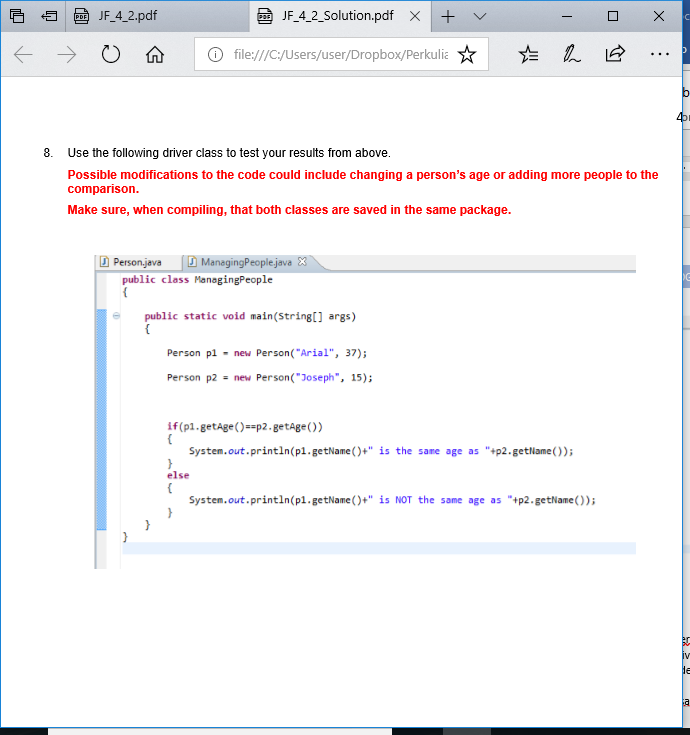 JF_4_2.pdf
JF_4_2_Solution.pdf
file:///C:/Users/user/Dropbox/Perkulia
8. Use the following driver class to test your results from above.
Possible modifications to the code could include changing a person's age or adding more people to the
comparison.
Make sure, when compiling, that both classes are saved in the same package.
Person.java
ManagingPeople.java
public class ManagingPeople
{
public static void main(String[] args)
{
Person p1 = new Person("Arial", 37);
Person p2 = new Person("Joseph", 15);
if(p1.getAge()==p2.getAge())
{
System.out.println(p1.getName()+" is the same age as "+p2.getName());
}
else
{
System.out.println(p1.getName()+" is NOT the same age as "+p2.getName());
}
}
}